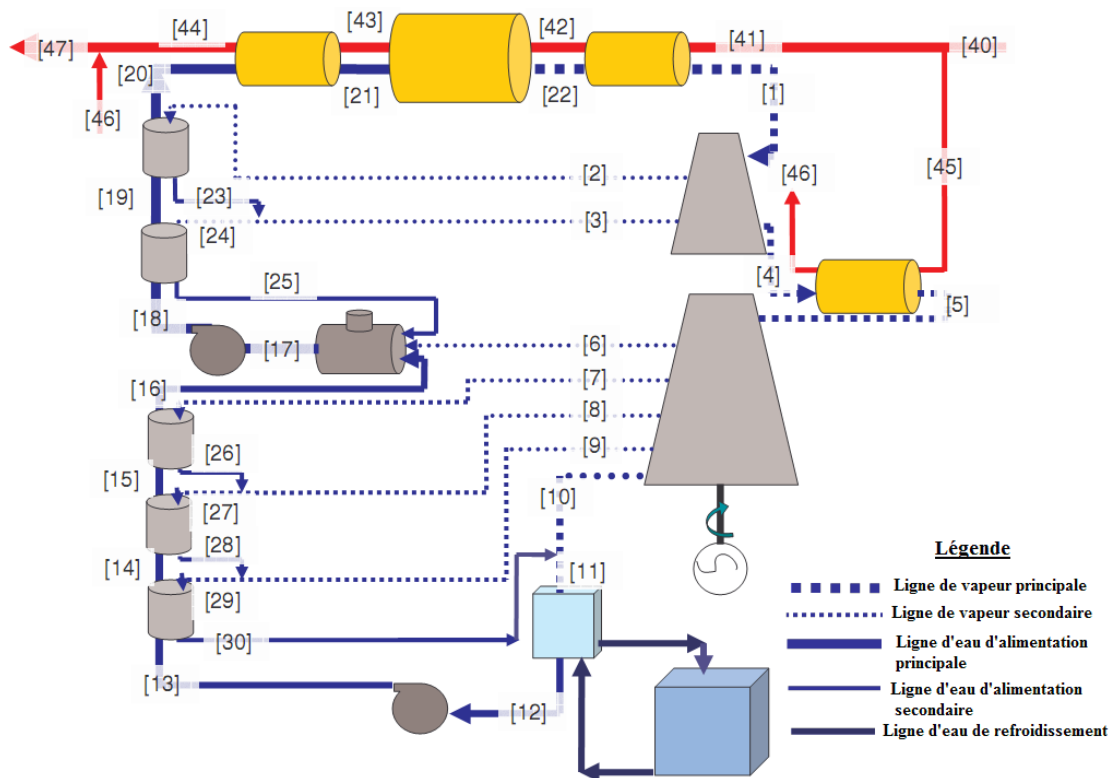 [44] [43] [42] [41]
[47] [40]
[20] [21] [22] [1]
[46]
[2] [46] [45]
[19] [23]
[24] [3]
[25] [4]
[18] [17] [6] [5]
[7]
[16] [8]
[26] [9]
[15] [10]
[27]
[28]
[14] [11]
[29]
[30]
[13] [12]
Légende
Ligne de vapeur principale
Ligne de vapeur secondaire
Ligne d'eau d'alimentation
principale
Ligne d'eau d'alimentation
secondaire
Ligne d'eau de refroidissement